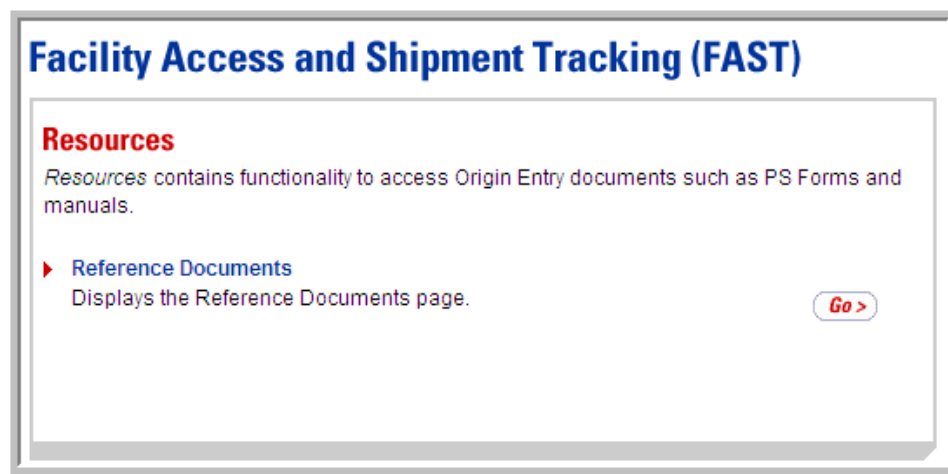 Facility Access and Shipment Tracking (FAST)
Resources
Resources contains functionality to access Origin Entry documents such as PS Forms and
manuals.
Reference Documents
Displays the Reference Documents page.
Go >